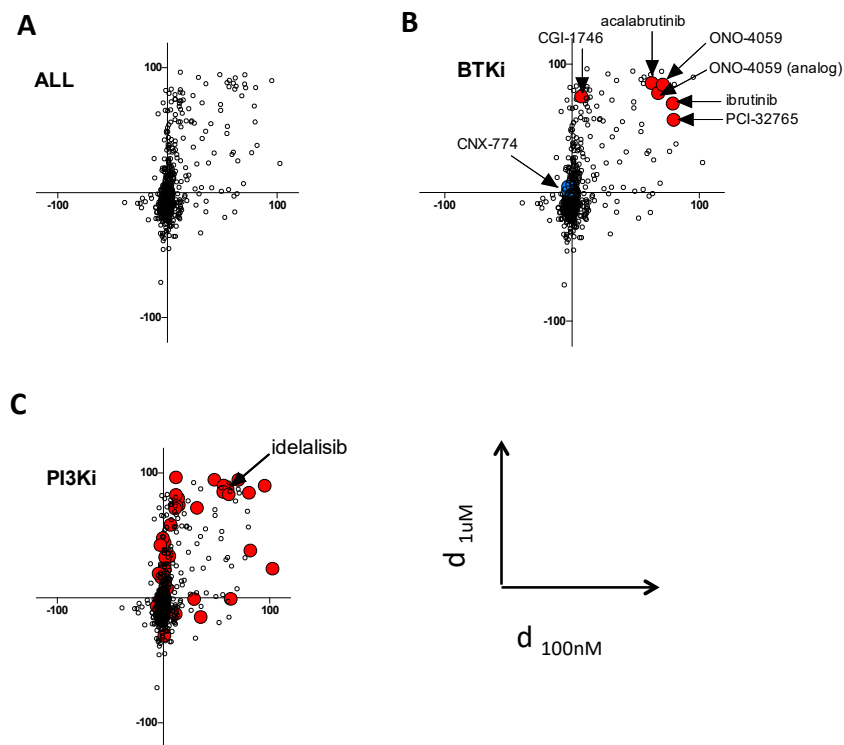 A
ALL
100
-100
100
-100
B
BTKi
acalabrutinib
CGI-1746
ONO-4059
ONO-4059 (analog)
ibrutinib
PCI-32765
CNX-774
100
-100
100
-100
C
PI3Ki
idelalisib
100
-100
100
-100
d 1uM
d 100nM